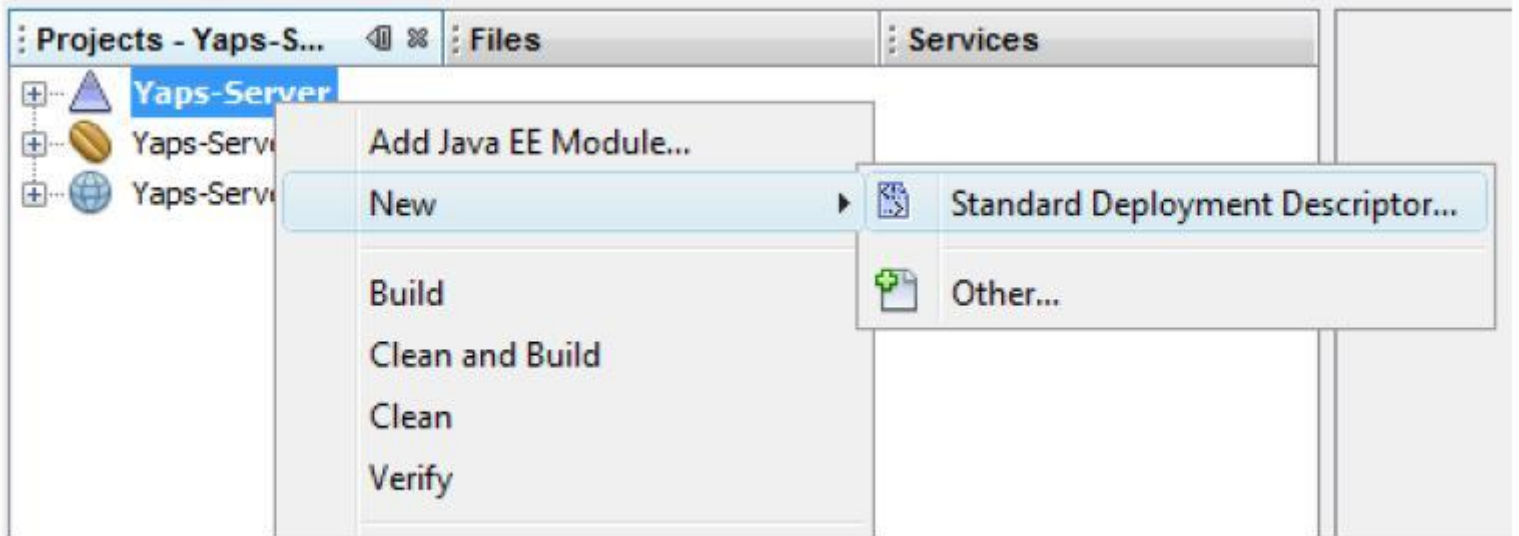 Projects - Yaps-S... Files Services
Yaps-Server
Yaps-Serv
Yaps-Serv
Add Java EE Module...
New
Build
Clean and Build
Clean
Verify
Standard Deployment Descriptor...
Other...